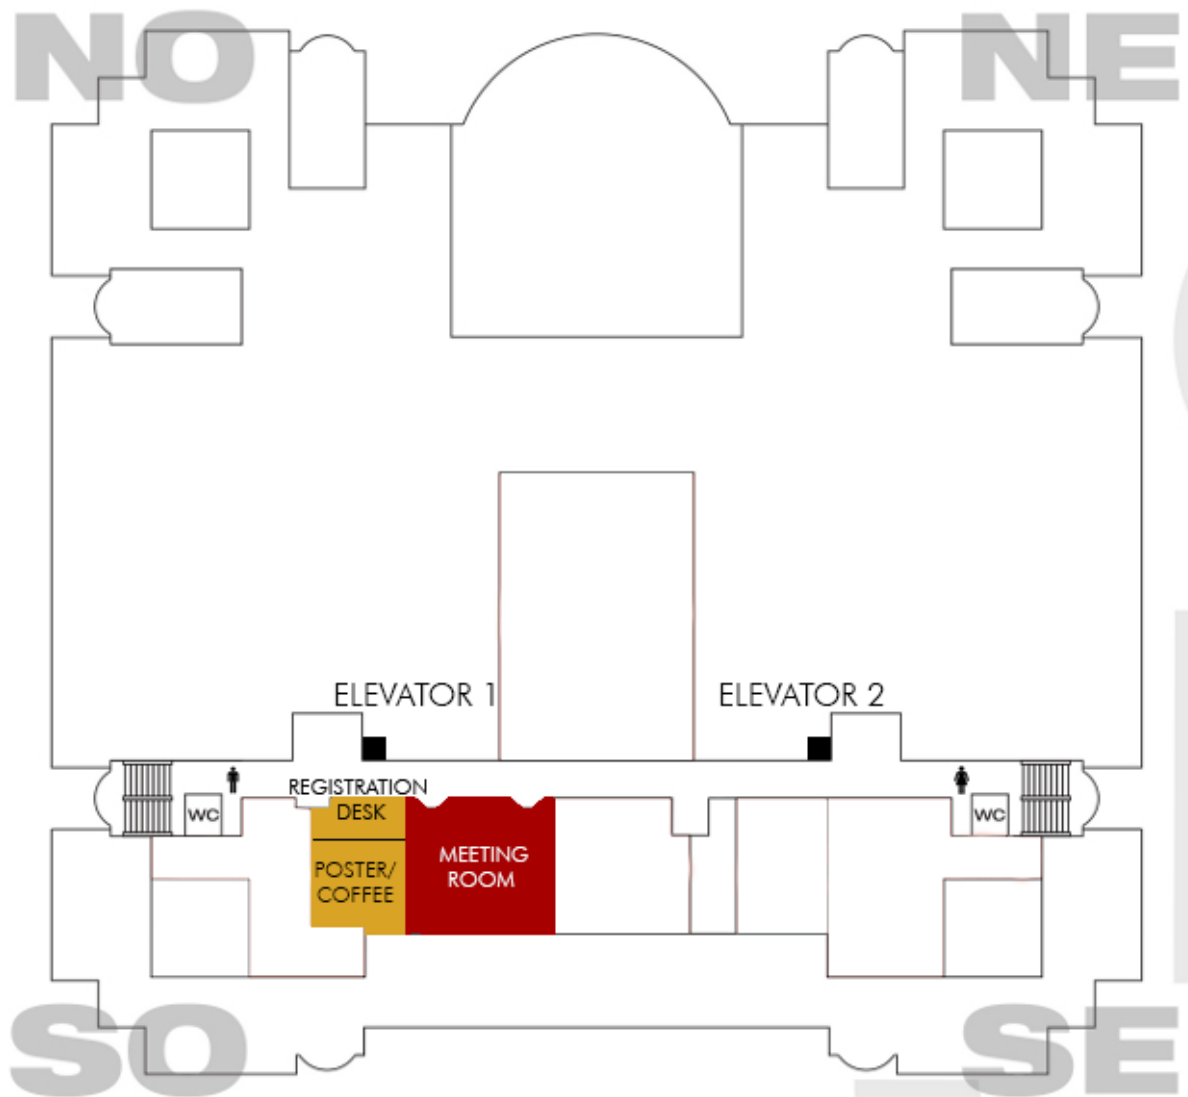 NO
NE
ELEVATOR 1
ELEVATOR 2
REGISTRATION
DESK
WC
WC
POSTER/
COFFEE
MEETING
ROOM
SO
SE